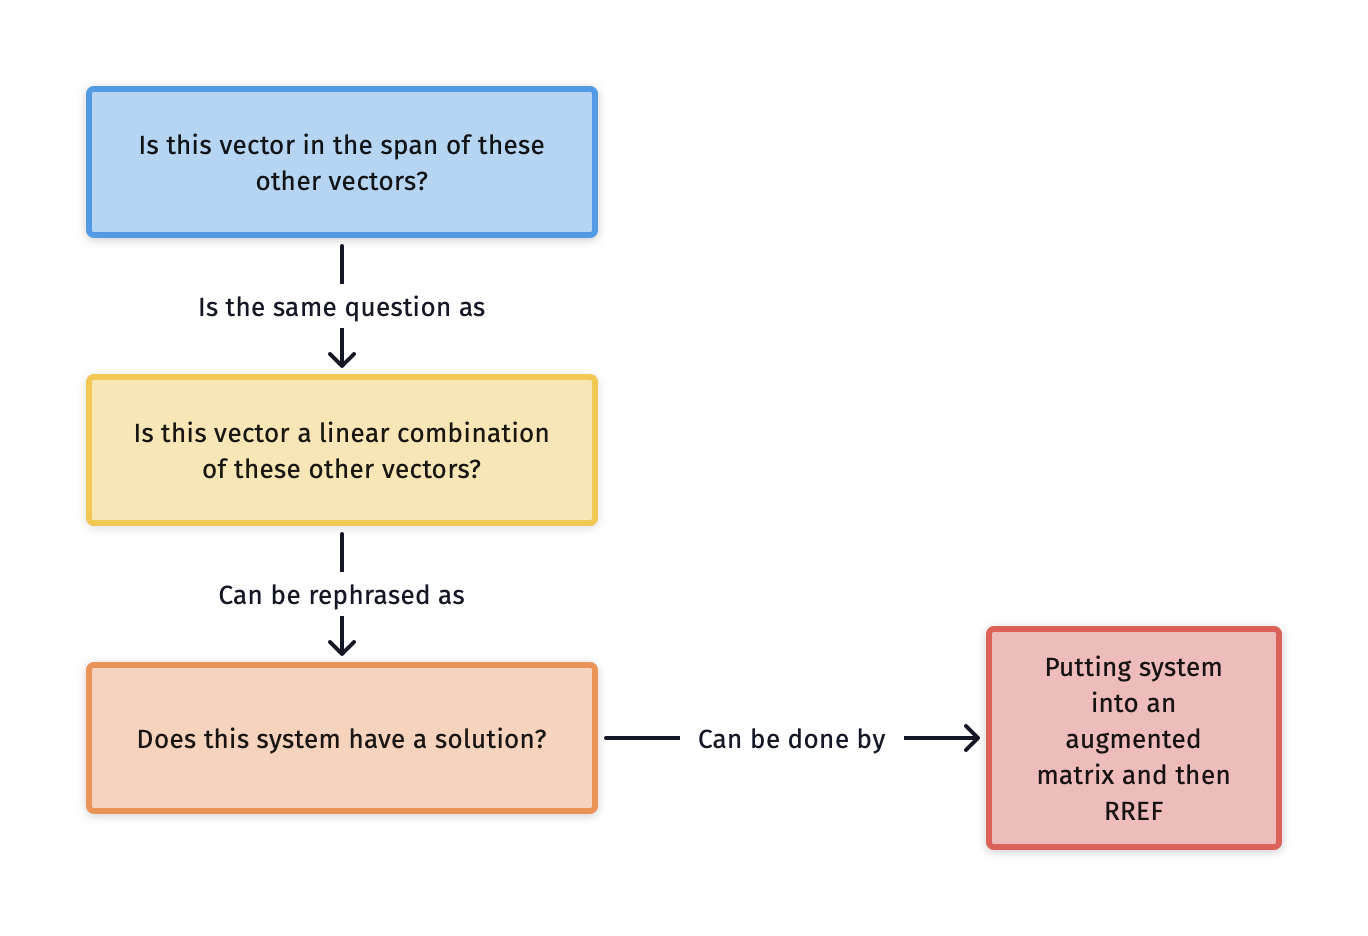 Is this vector in the span of these
other vectors?
Is the same question as
Is this vector a linear combination
of these other vectors?
Can be rephrased as
Does this system have a solution?
Can be done by
Putting system
into an
augmented
matrix and then
RREF